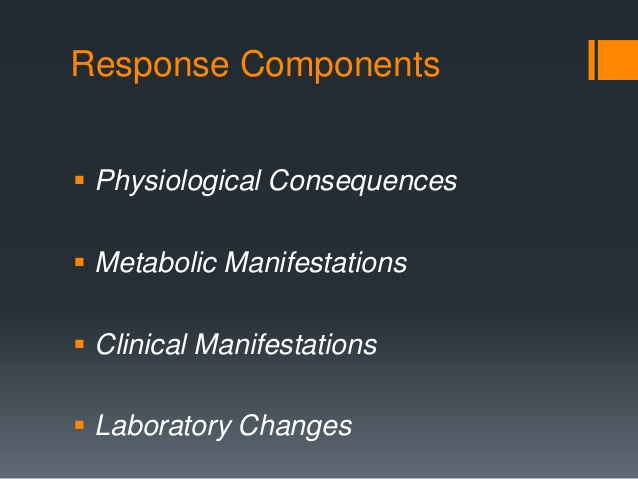 Response Components
▪ Physiological Consequences
▪ Metabolic Manifestations
▪ Clinical Manifestations
▪ Laboratory Changes